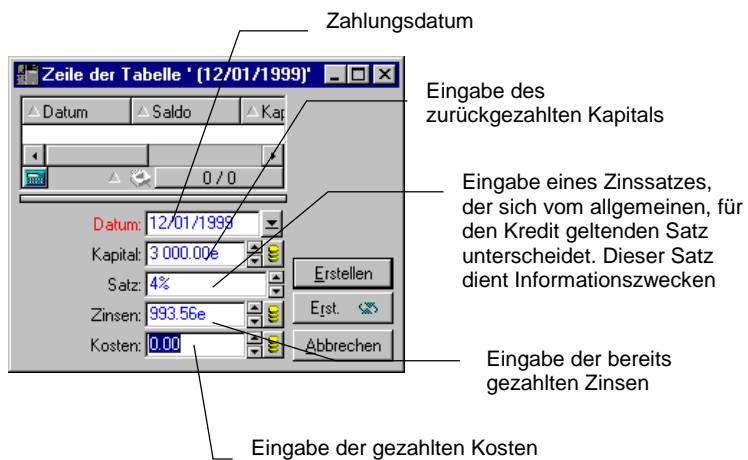 Zahlungsdatum
Zeile der Tabelle ' (12/01/1999)'
Datum
Saldo
Kap
0 / 0
Datum: 12/01/1999
Kapital: 3 000.00e
Satz: 4%
Zinsen: 993.56e
Kosten: 0.00
Erstellen
Erst.
Abbrechen
Eingabe des
zurückgezahlten Kapitals
Eingabe eines Zinssatzes,
der sich vom allgemeinen, für
den Kredit geltenden Satz
unterscheidet. Dieser Satz
dient Informationszwecken
Eingabe der bereits
gezahlten Zinsen
Eingabe der gezahlten Kosten